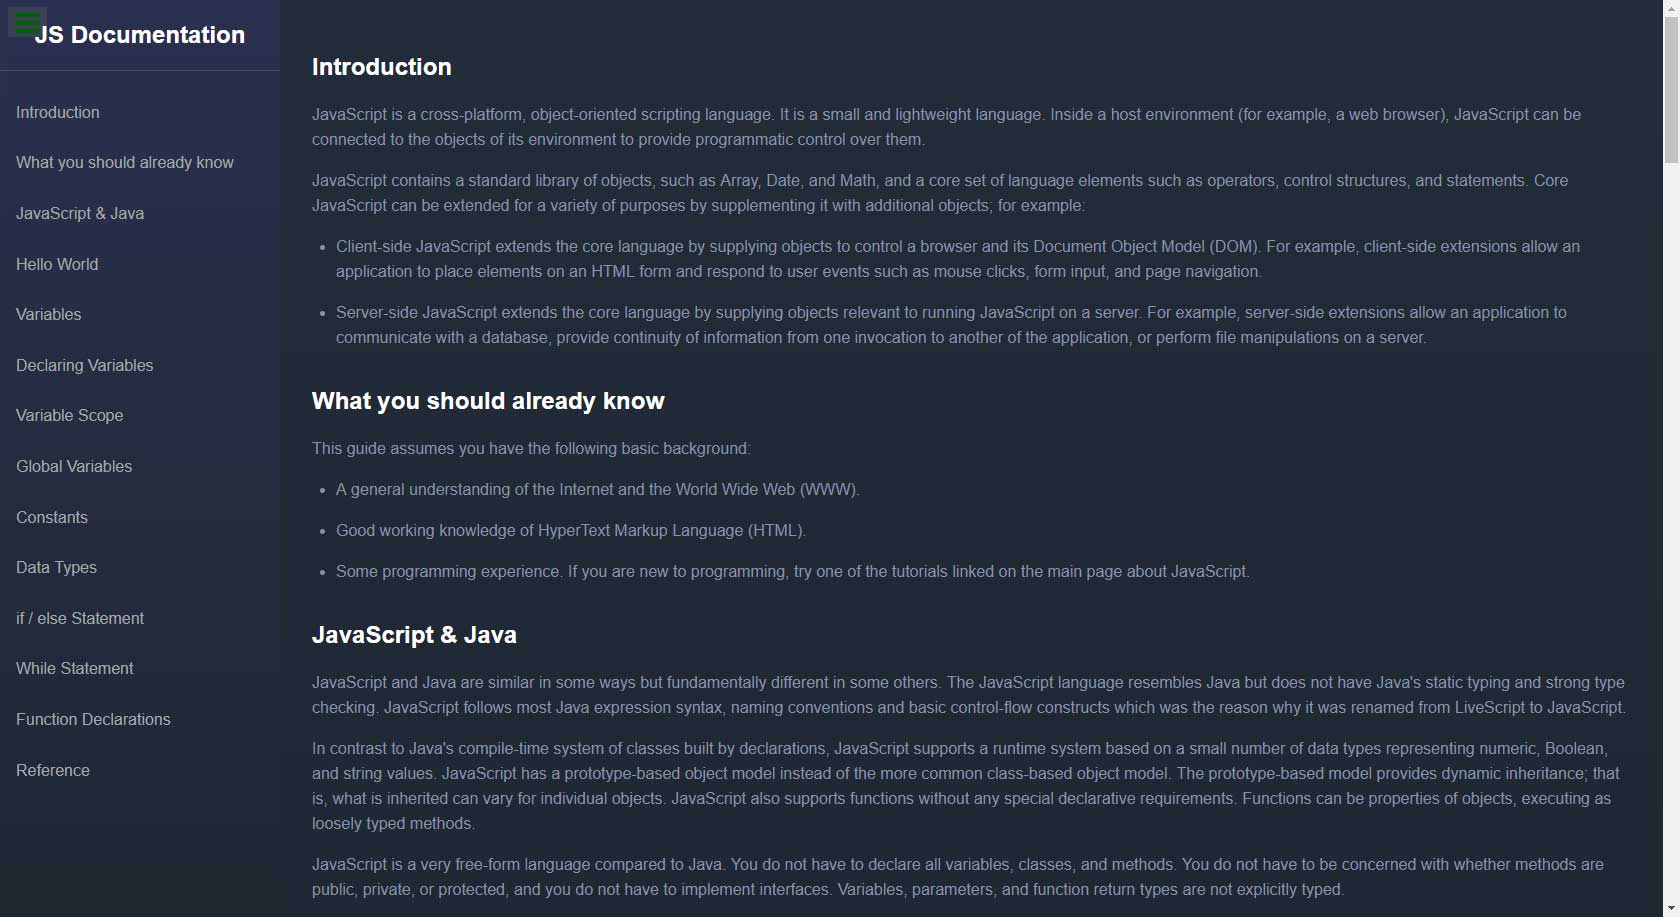 JS Documentation
Introduction
What you should already know
JavaScript & Java
Hello World
Variables
Declaring Variables
Variable Scope
Global Variables
Constants
Data Types
if / else Statement
While Statement
Function Declarations
Reference
Introduction
JavaScript is a cross-platform, object-oriented scripting language. It is a small and lightweight language. Inside a host environment (for example, a web browser), JavaScript can be
connected to the objects of its environment to provide programmatic control over them.
JavaScript contains a standard library of objects, such as Array, Date, and Math, and a core set of language elements such as operators, control structures, and statements. Core
JavaScript can be extended for a variety of purposes by supplementing it with additional objects; for example:
• Client-side JavaScript extends the core language by supplying objects to control a browser and its Document Object Model (DOM). For example, client-side extensions allow an
application to place elements on an HTML form and respond to user events such as mouse clicks, form input, and page navigation.
• Server-side JavaScript extends the core language by supplying objects relevant to running JavaScript on a server. For example, server-side extensions allow an application to
communicate with a database, provide continuity of information from one invocation to another of the application, or perform file manipulations on a server.
What you should already know
This guide assumes you have the following basic background:
• A general understanding of the Internet and the World Wide Web (WWW).
• Good working knowledge of HyperText Markup Language (HTML).
• Some programming experience. If you are new to programming, try one of the tutorials linked on the main page about JavaScript.
JavaScript & Java
JavaScript and Java are similar in some ways but fundamentally different in some others. The JavaScript language resembles Java but does not have Java's static typing and strong type
checking. JavaScript follows most Java expression syntax, naming conventions and basic control-flow constructs which was the reason why it was renamed from LiveScript to JavaScript.
In contrast to Java's compile-time system of classes built by declarations, JavaScript supports a runtime system based on a small number of data types representing numeric, Boolean,
and string values. JavaScript has a prototype-based object model instead of the more common class-based object model. The prototype-based model provides dynamic inheritance; that
is, what is inherited can vary for individual objects. JavaScript also supports functions without any special declarative requirements. Functions can be properties of objects, executing as
loosely typed methods.
JavaScript is a very free-form language compared to Java. You do not have to declare all variables, classes, and methods. You do not have to be concerned with whether methods are
public, private, or protected, and you do not have to implement interfaces. Variables, parameters, and function return types are not explicitly typed.